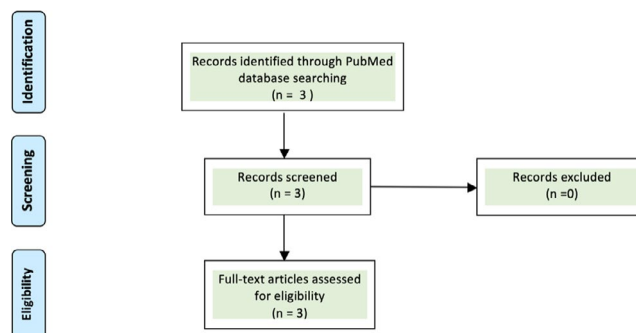 Identification
Records identified through PubMed
database searching
(n = 3 )
Screening
Records screened
(n = 3)
Records excluded
(n =0)
Eligibility
Full-text articles assessed
for eligibility
(n = 3)